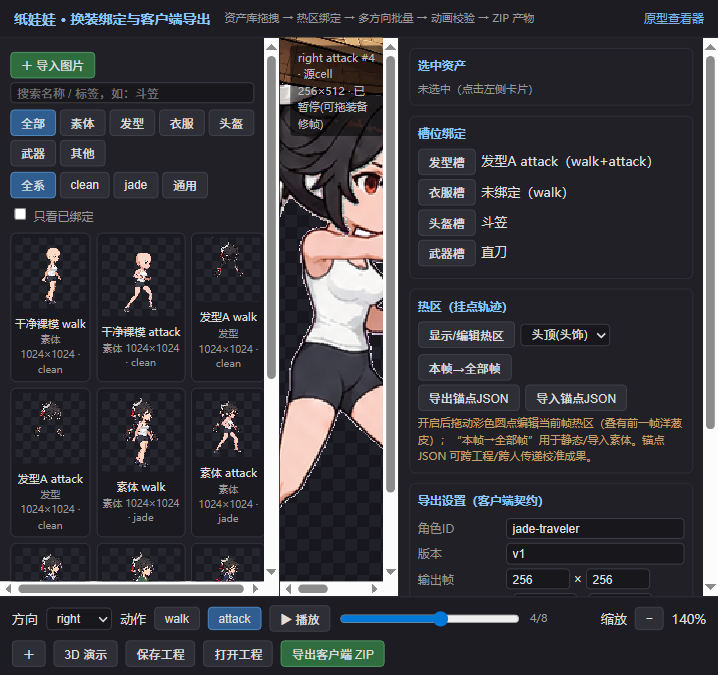 纸娃娃 • 换装绑定与客户端导出
资产库拖拽 → 热区绑定 → 多方向批量 → 动画校验 → ZIP 产物
原型查看器
＋ 导入图片
搜索名称 / 标签，如：斗笠
全部
素体
发型
衣服
头盔
武器
其他
全系
clean
jade
通用
只看已绑定
干净裸模 walk
素体
1024×1024
· clean
干净裸模 attack
素体 1024×1024
· clean
发型A walk
发型
1024×1024 ·
clean
发型A attack
发型
1024×1024 ·
clean
素体 walk
素体 1024×1024
· jade
素体 attack
素体
1024×1024
· jade
right attack #4
· 源cell
256×512 · 已
暂停(可拖装备
修帧)
选中资产
未选中（点击左侧卡片）
槽位绑定
发型槽 发型A attack（walk+attack）
衣服槽 未绑定（walk）
头盔槽 斗笠
武器槽 直刀
热区（挂点轨迹）
显示/编辑热区
头顶(头饰)
本帧→全部帧
导出锚点JSON
导入锚点JSON
开启后拖动彩色圆点编辑当前帧热区（叠有前一帧洋葱
皮）；“本帧→全部帧”用于静态/导入素体。锚点
JSON 可跨工程/跨人传递校准成果。
导出设置（客户端契约）
角色ID jade-traveler
版本 v1
输出帧 256 × 256
方向 right 动作 walk attack ▶ 播放 4/8 缩放 − 140%
＋ 3D 演示 保存工程 打开工程 导出客户端 ZIP